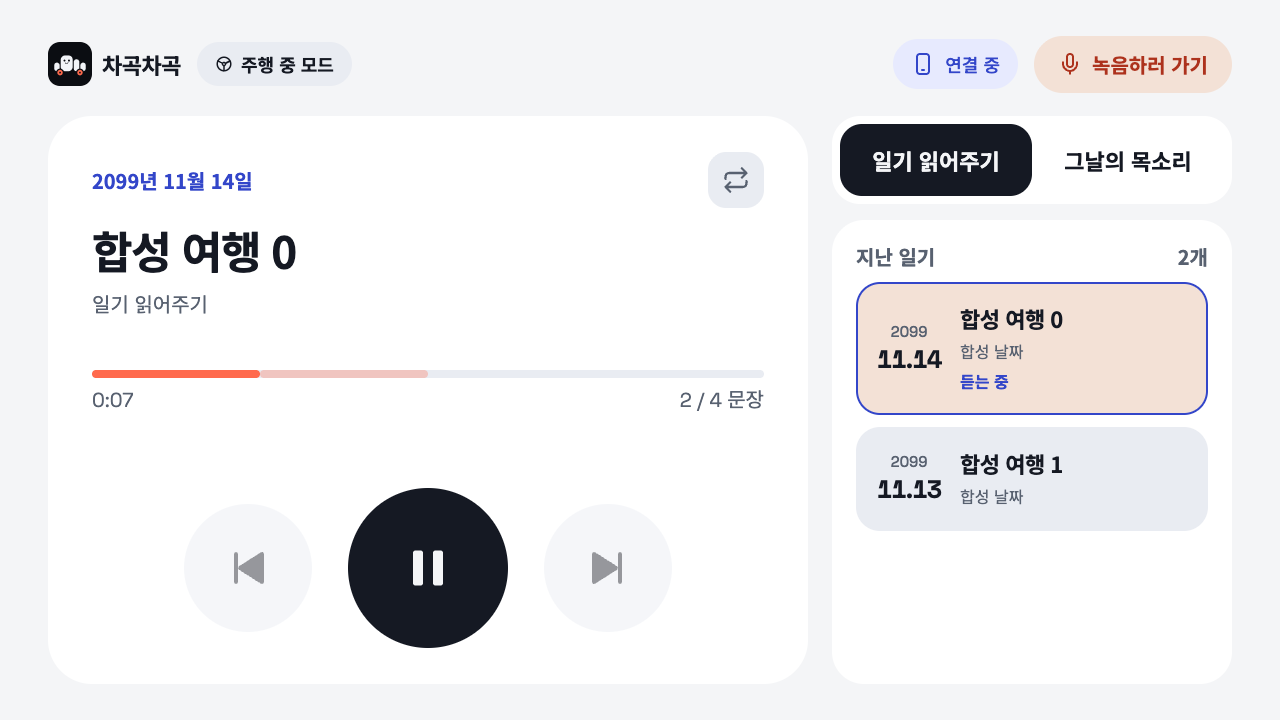 차곡차곡
주행 중 모드
연결 중
녹음하러 가기
2099년 11월 14일
합성 여행 0
일기 읽어주기
0:07
2 / 4 문장
일기 읽어주기
그날의 목소리
지난 일기
2개
2099
11.14
합성 여행 0
합성 날짜
듣는 중
2099
11.13
합성 여행 1
합성 날짜